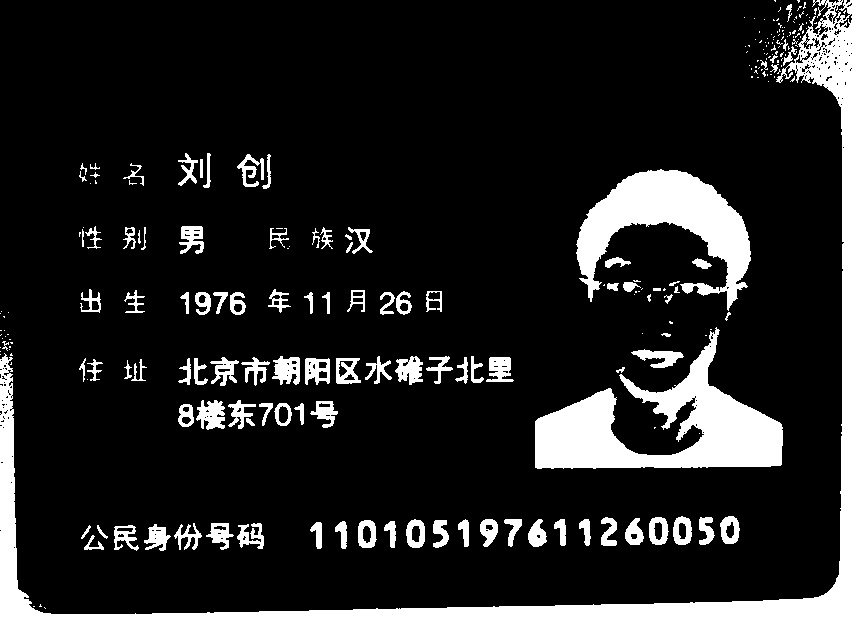 姓名 刘创
性别 男 民族 汉
出生 1976 年 11 月 26 日
住址 北京市朝阳区水碓子北里
8楼东701号
公民身份号码 110105197611260050